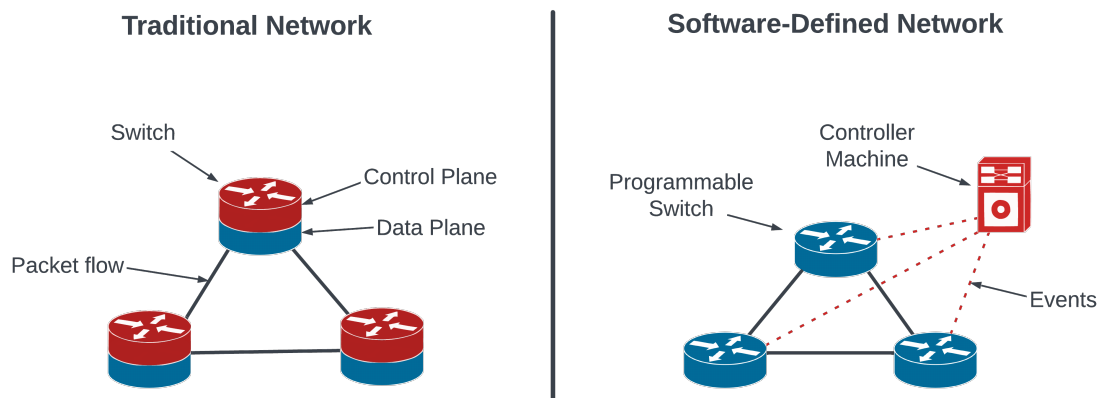 Traditional Network
Switch
Control Plane
Data Plane
Packet flow
Software-Defined Network
Controller
Machine
Programmable
Switch
Events